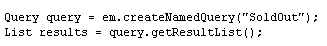 Query query = em.createNamedQuery("SoldOut");
List results = query.getResultList();